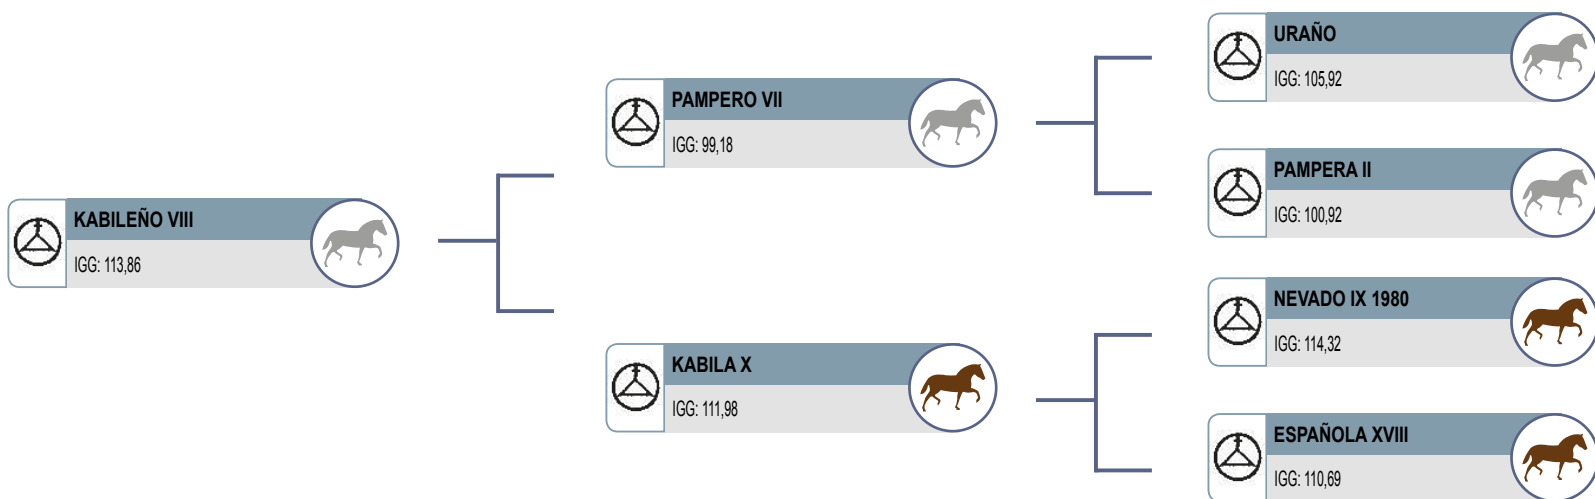 KABILEÑO VIII
IGG: 113,86
PAMPERO VII
IGG: 99,18
KABILA X
IGG: 111,98
URAÑO
IGG: 105,92
PAMPERA II
IGG: 100,92
NEVADO IX 1980
IGG: 114,32
ESPAÑOLA XVIII
IGG: 110,69